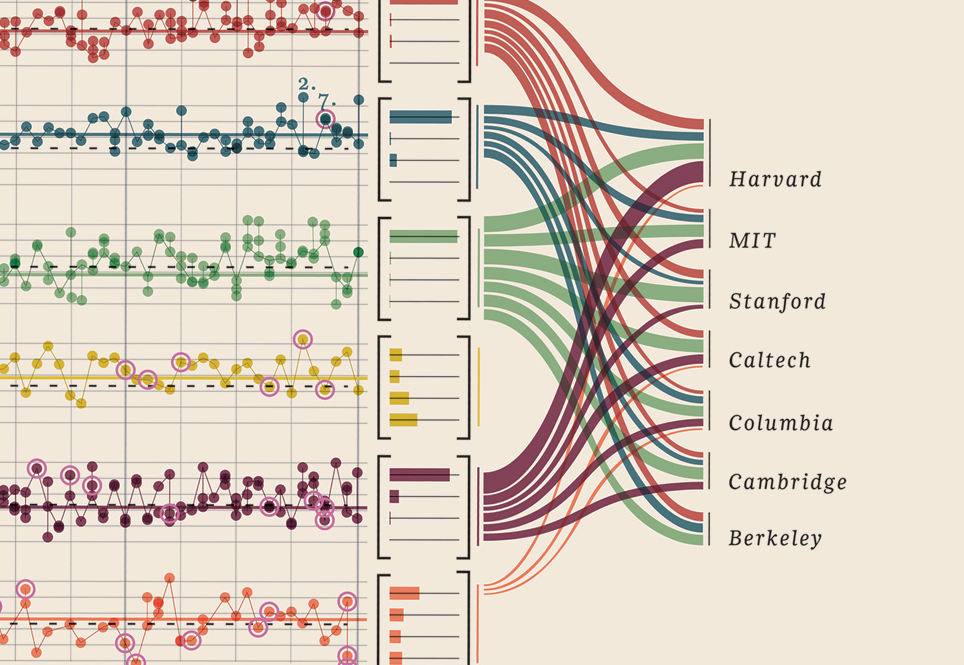 2.
7.
Harvard
MIT
Stanford
Caltech
Columbia
Cambridge
Berkeley